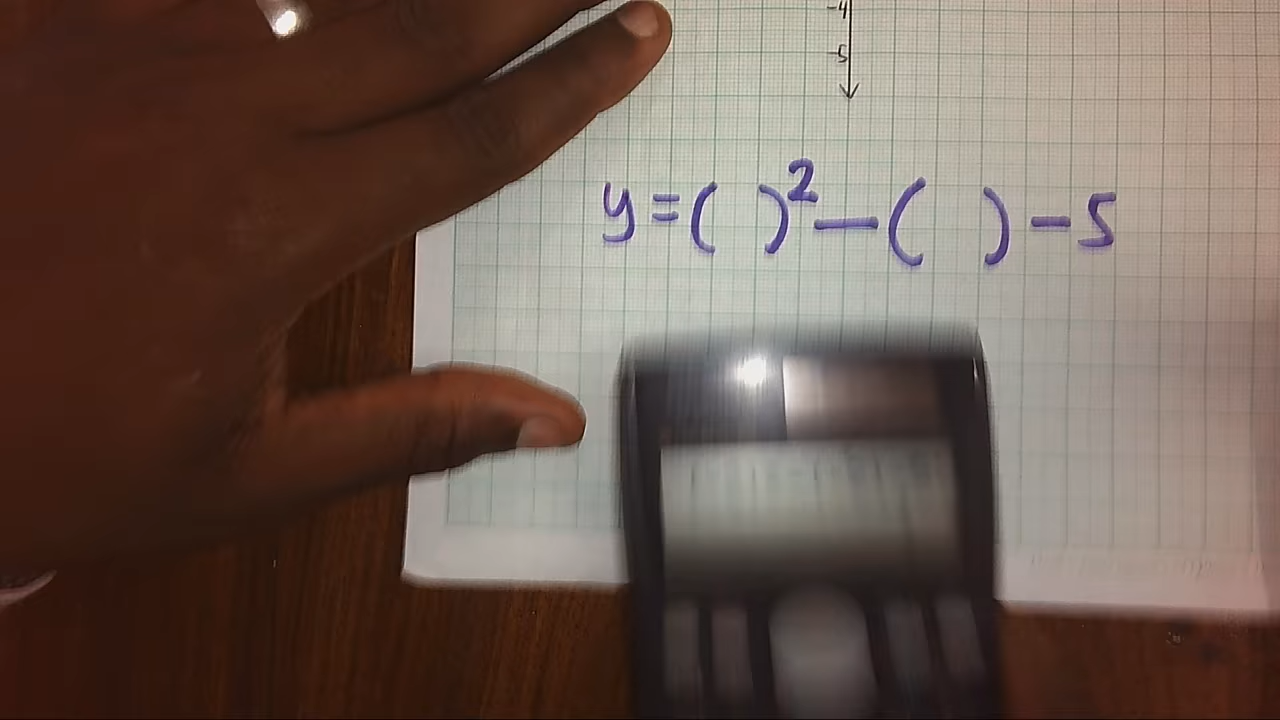 -4
-5
y = ( )² - ( ) - 5